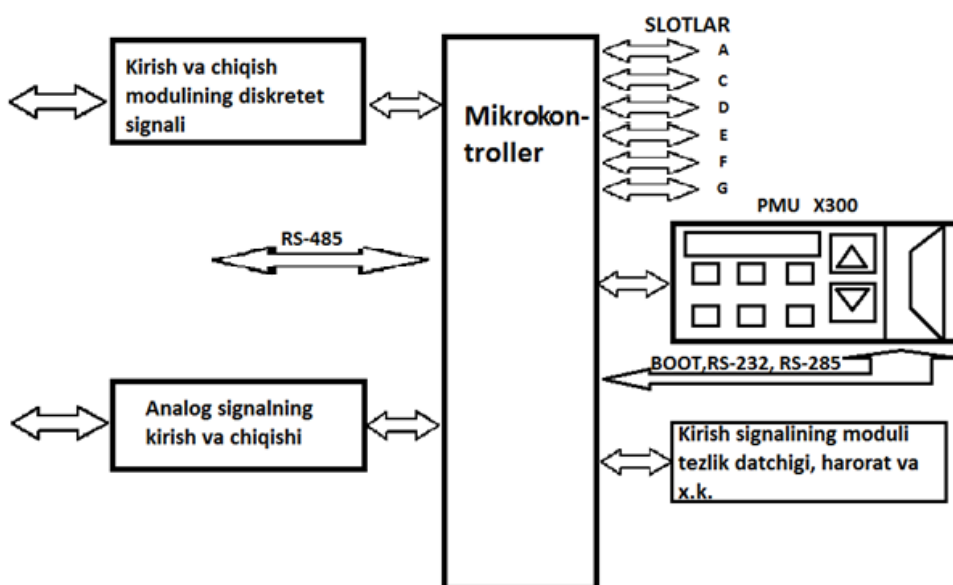 SLOTLAR
A
C
D
E
F
G
Kirish va chiqish
modulining diskretet
signali
Mikrokon-
troller
PMU X300
RS-485
BOOT,RS-232, RS-285
Analog signalning
kirish va chiqishi
Kirish signalining moduli
tezlik datchigi, harorat va
x.k.